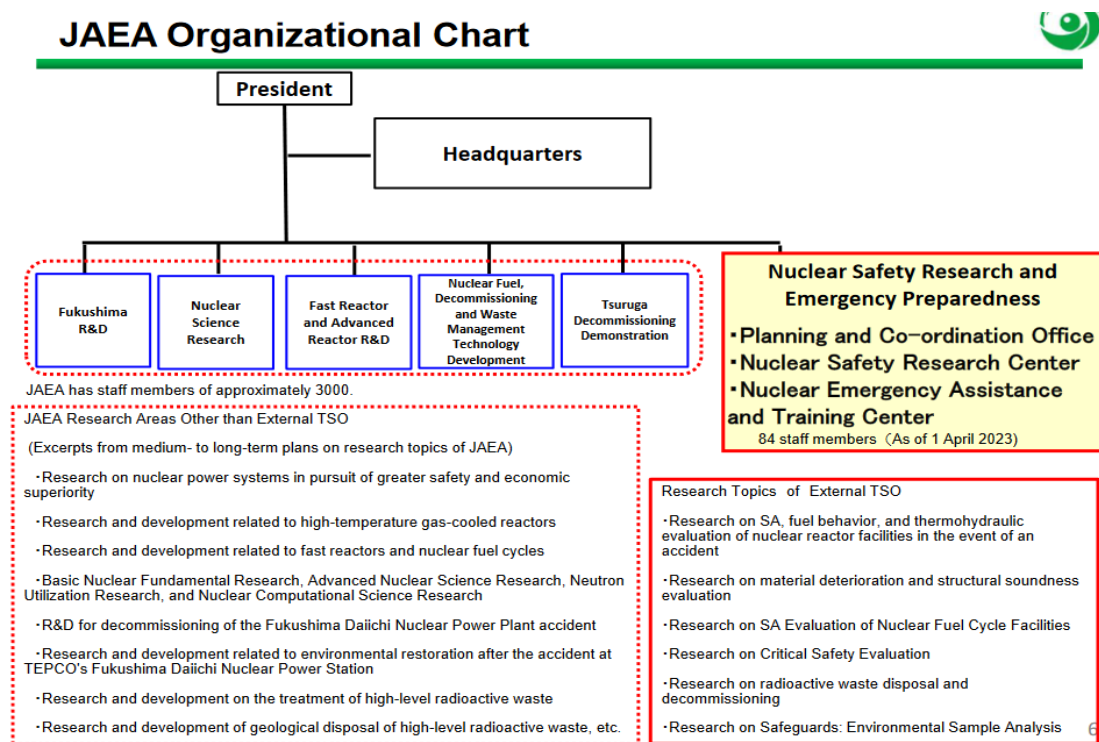 JAEA Organizational Chart
President
Headquarters
Fukushima
R&D
Nuclear
Science
Research
Fast Reactor
and Advanced
Reactor R&D
Nuclear Fuel,
Decommissioning
and Waste
Management
Technology
Development
Tsuruga
Decommissioning
Demonstration
Nuclear Safety Research and
Emergency Preparedness
・Planning and Co-ordination Office
・Nuclear Safety Research Center
・Nuclear Emergency Assistance
and Training Center
84 staff members（As of 1 April 2023)
JAEA has staff members of approximately 3000.
JAEA Research Areas Other than External TSO
(Excerpts from medium- to long-term plans on research topics of JAEA)
・Research on nuclear power systems in pursuit of greater safety and economic
superiority
・Research and development related to high-temperature gas-cooled reactors
・Research and development related to fast reactors and nuclear fuel cycles
・Basic Nuclear Fundamental Research, Advanced Nuclear Science Research, Neutron
Utilization Research, and Nuclear Computational Science Research
・R&D for decommissioning of the Fukushima Daiichi Nuclear Power Plant accident
・Research and development related to environmental restoration after the accident at
TEPCO's Fukushima Daiichi Nuclear Power Station
・Research and development on the treatment of high-level radioactive waste
・Research and development of geological disposal of high-level radioactive waste, etc.
Research Topics of External TSO
・Research on SA, fuel behavior, and thermohydraulic
evaluation of nuclear reactor facilities in the event of an
accident
・Research on material deterioration and structural soundness
evaluation
・Research on SA Evaluation of Nuclear Fuel Cycle Facilities
・Research on Critical Safety Evaluation
・Research on radioactive waste disposal and
decommissioning
・Research on Safeguards: Environmental Sample Analysis
6